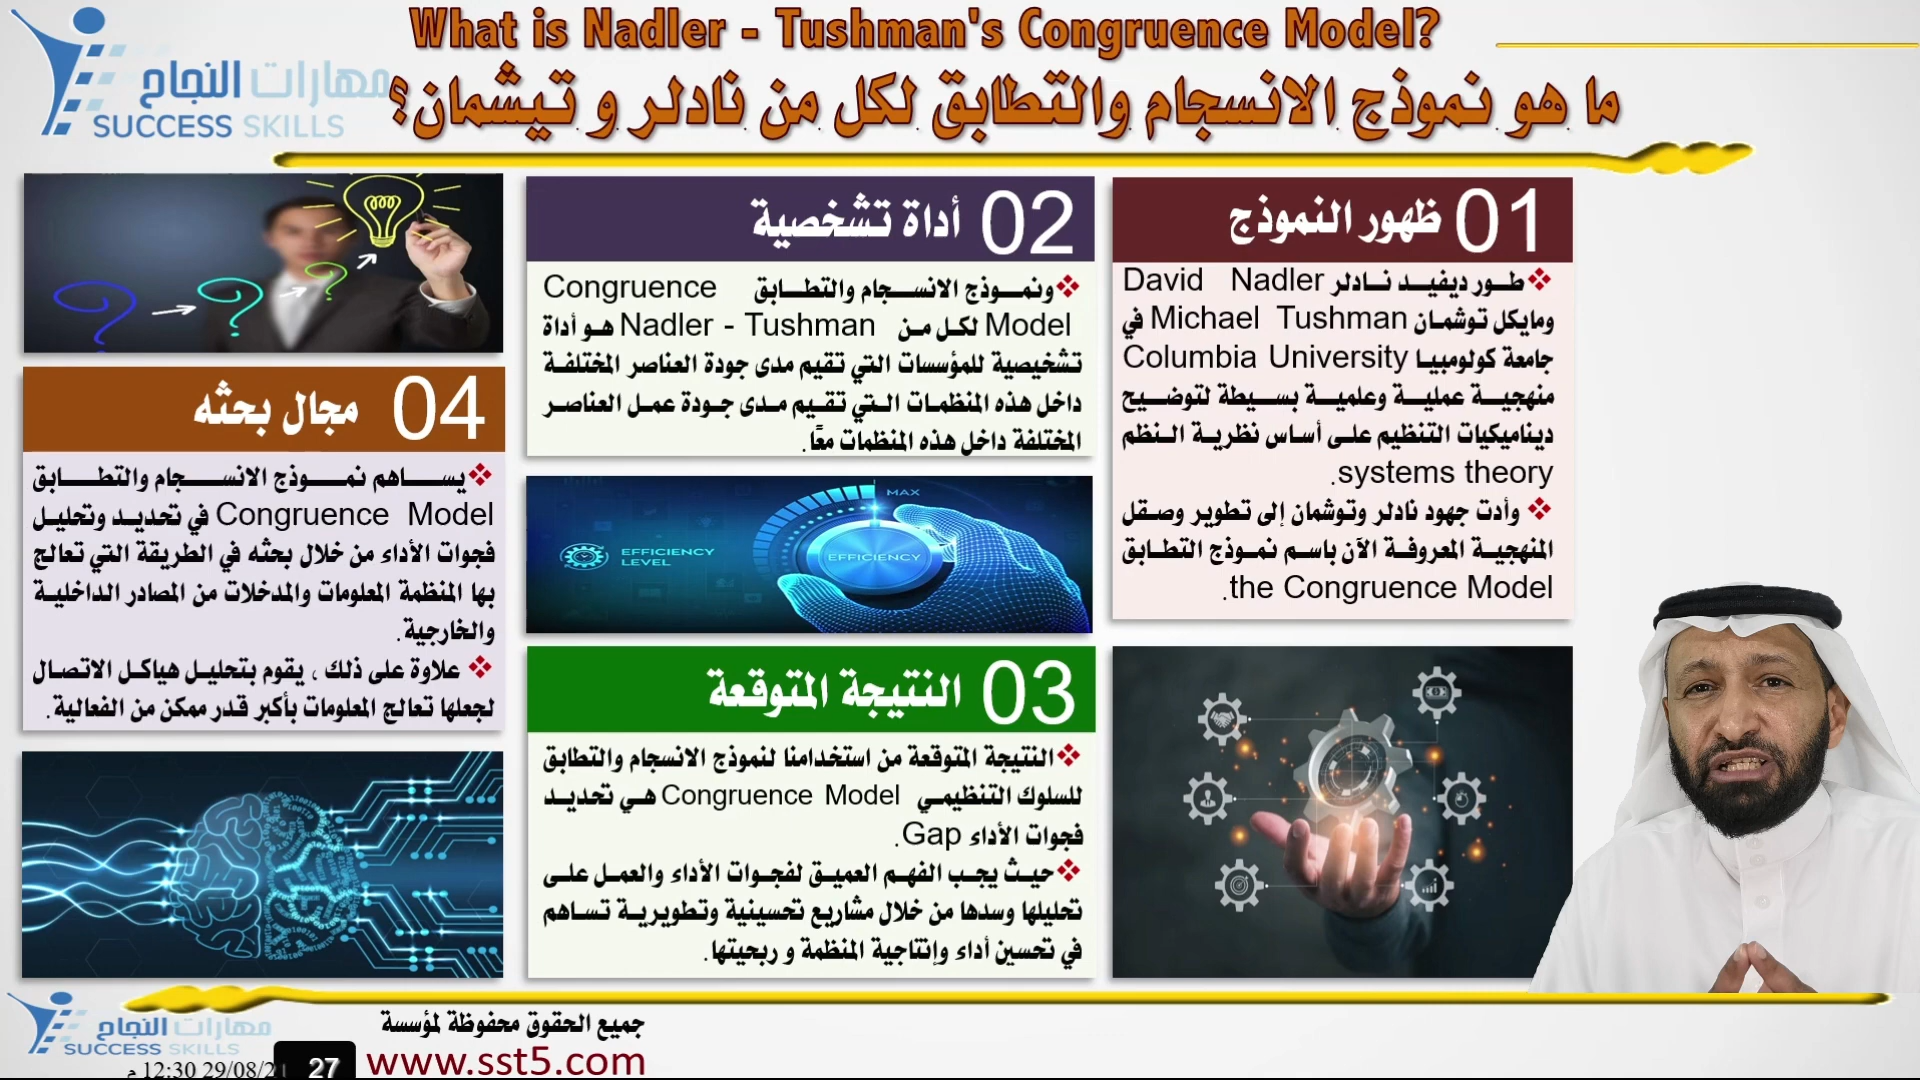 What is Nadler - Tushman's Congruence Model?
ما هو نموذج الانسجام والتطابق لكل من نادلر و تيشمان؟
مهارات النجاح
SUCCESS SKILLS
01 ظهور النموذج
❖طور ديفيد نادلر David Nadler
ومايكل توشمان Michael Tushman في
جامعة كولومبيا Columbia University
منهجية عملية وعلمية بسيطة لتوضيح
ديناميكيات التنظيم على أساس نظرية النظم
systems theory.
❖ وأدت جهود نادلر وتوشمان إلى تطوير وصقل
المنهجية المعروفة الآن باسم نموذج التطابق
the Congruence Model.
02 أداة تشخصية
❖ونموذج الانسجام والتطابق Congruence
Model لكل من Nadler - Tushman هو أداة
تشخيصية للمؤسسات التي تقيم مدى جودة العناصر المختلفة
داخل هذه المنظمات التي تقيم مدى جودة عمل العناصر
المختلفة داخل هذه المنظمات معًا.
MAX
EFFICIENCY
EFFICIENCY
LEVEL
03 النتيجة المتوقعة
❖النتيجة المتوقعة من استخدامنا لنموذج الانسجام والتطابق
للسلوك التنظيمي Congruence Model هي تحديد
فجوات الأداء Gap.
❖حيث يجب الفهم العميق لفجوات الأداء والعمل على
تحليلها وسدها من خلال مشاريع تحسينية وتطويرية تساهم
في تحسين أداء وإنتاجية المنظمة و ربحيتها.
04 مجال بحثه
❖يساهم نموذج الانسجام والتطابق
Congruence Model في تحديد وتحليل
فجوات الأداء من خلال بحثه في الطريقة التي تعالج
بها المنظمة المعلومات والمدخلات من المصادر الداخلية
والخارجية.
❖ علاوة على ذلك ، يقوم بتحليل هياكل الاتصال
لجعلها تعالج المعلومات بأكبر قدر ممكن من الفعالية.
جميع الحقوق محفوظة لمؤسسة
www.sst5.com
مهارات النجاح
SUCCESS SKILLS
12:30 م
27